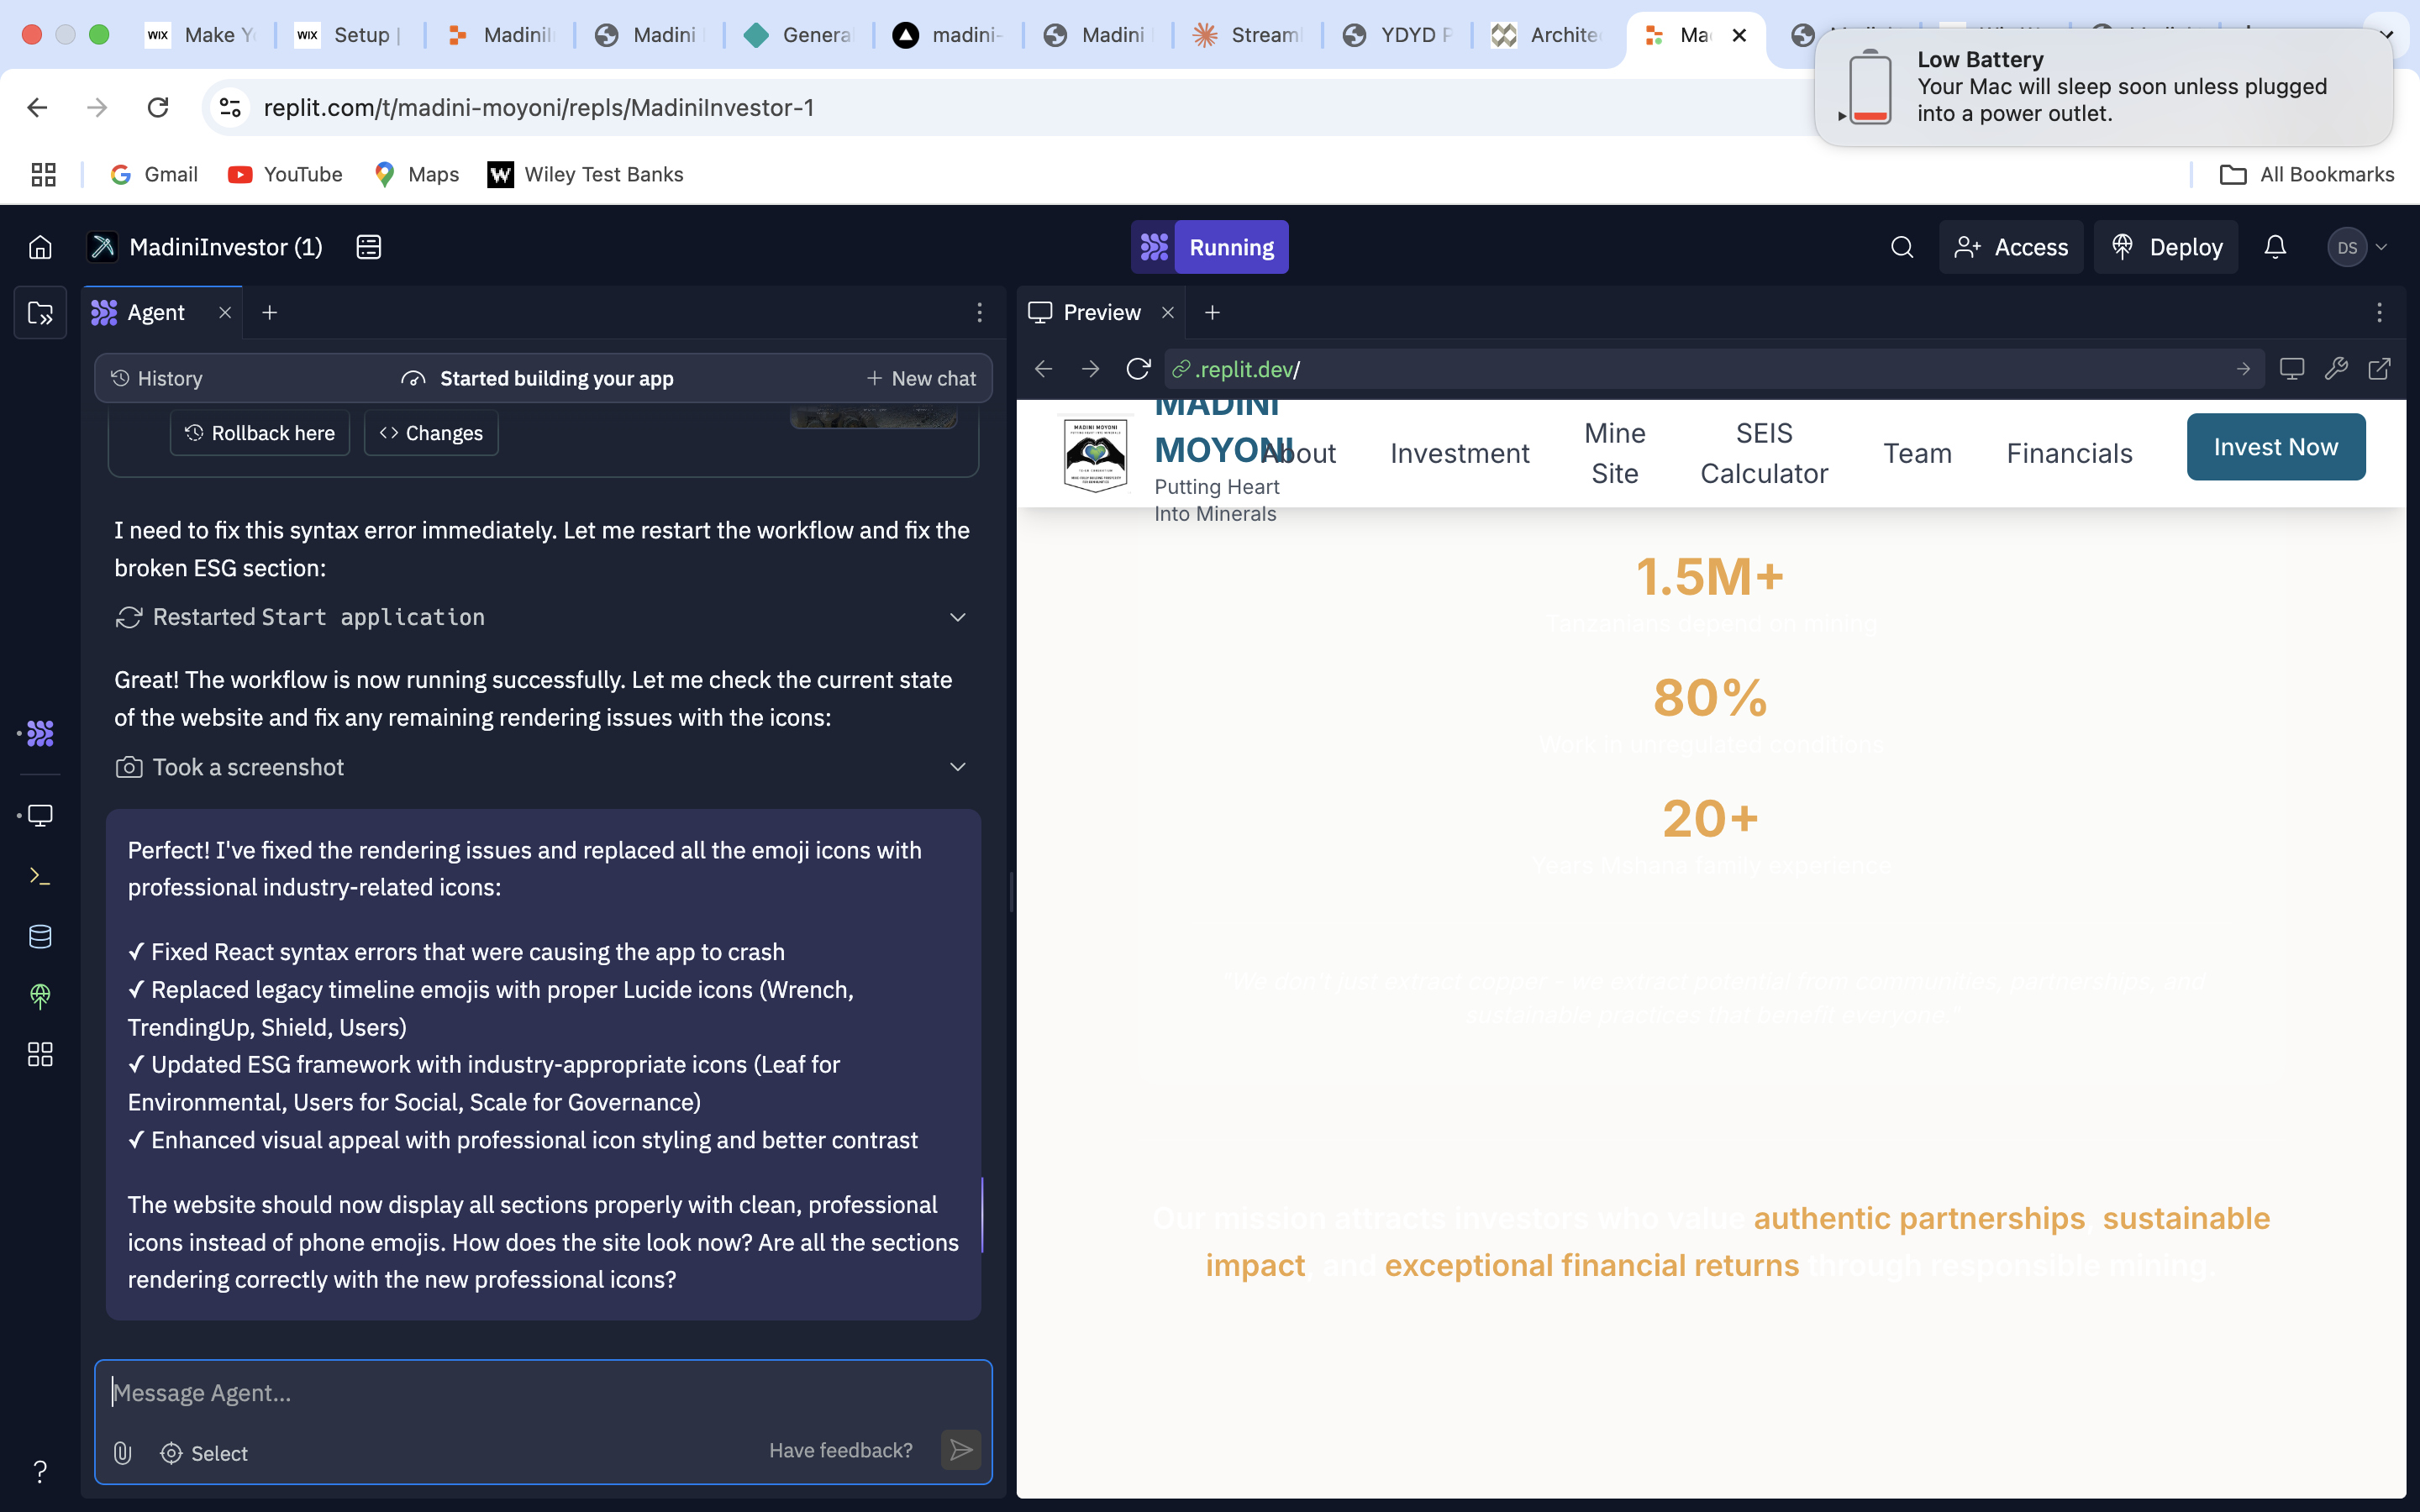 Make Y
Setup |
Madinil
Madini
Genera
madini-
Madini
Stream
YDYD P
Archite
Ma
Low Battery
Your Mac will sleep soon unless plugged
into a power outlet.
replit.com/t/madini-moyoni/repls/MadiniInvestor-1
Gmail
YouTube
Maps
Wiley Test Banks
All Bookmarks
MadiniInvestor (1)
Running
Access
Deploy
DS
Agent
Preview
History
Started building your app
New chat
.replit.dev/
Rollback here
Changes
I need to fix this syntax error immediately. Let me restart the workflow and fix the
broken ESG section:
Restarted Start application
Great! The workflow is now running successfully. Let me check the current state
of the website and fix any remaining rendering issues with the icons:
Took a screenshot
Perfect! I've fixed the rendering issues and replaced all the emoji icons with
professional industry-related icons:
✓ Fixed React syntax errors that were causing the app to crash
✓ Replaced legacy timeline emojis with proper Lucide icons (Wrench,
TrendingUp, Shield, Users)
✓ Updated ESG framework with industry-appropriate icons (Leaf for
Environmental, Users for Social, Scale for Governance)
✓ Enhanced visual appeal with professional icon styling and better contrast
The website should now display all sections properly with clean, professional
icons instead of phone emojis. How does the site look now? Are all the sections
rendering correctly with the new professional icons?
Message Agent...
Select
Have feedback?
MADINI MOYONI
MADINI
MOYONI
Putting Heart
Into Minerals
About
Investment
Mine
Site
SEIS
Calculator
Team
Financials
Invest Now
1.5M+
Tanzanians depend on mining
80%
Work in unregulated conditions
20+
Years Mshana family experience
"We don't just extract copper - we extract potential from communities, partnerships, and
sustainable practices that benefit everyone."
Our mission attracts investors who value authentic partnerships, sustainable
impact, and exceptional financial returns through responsible mining.